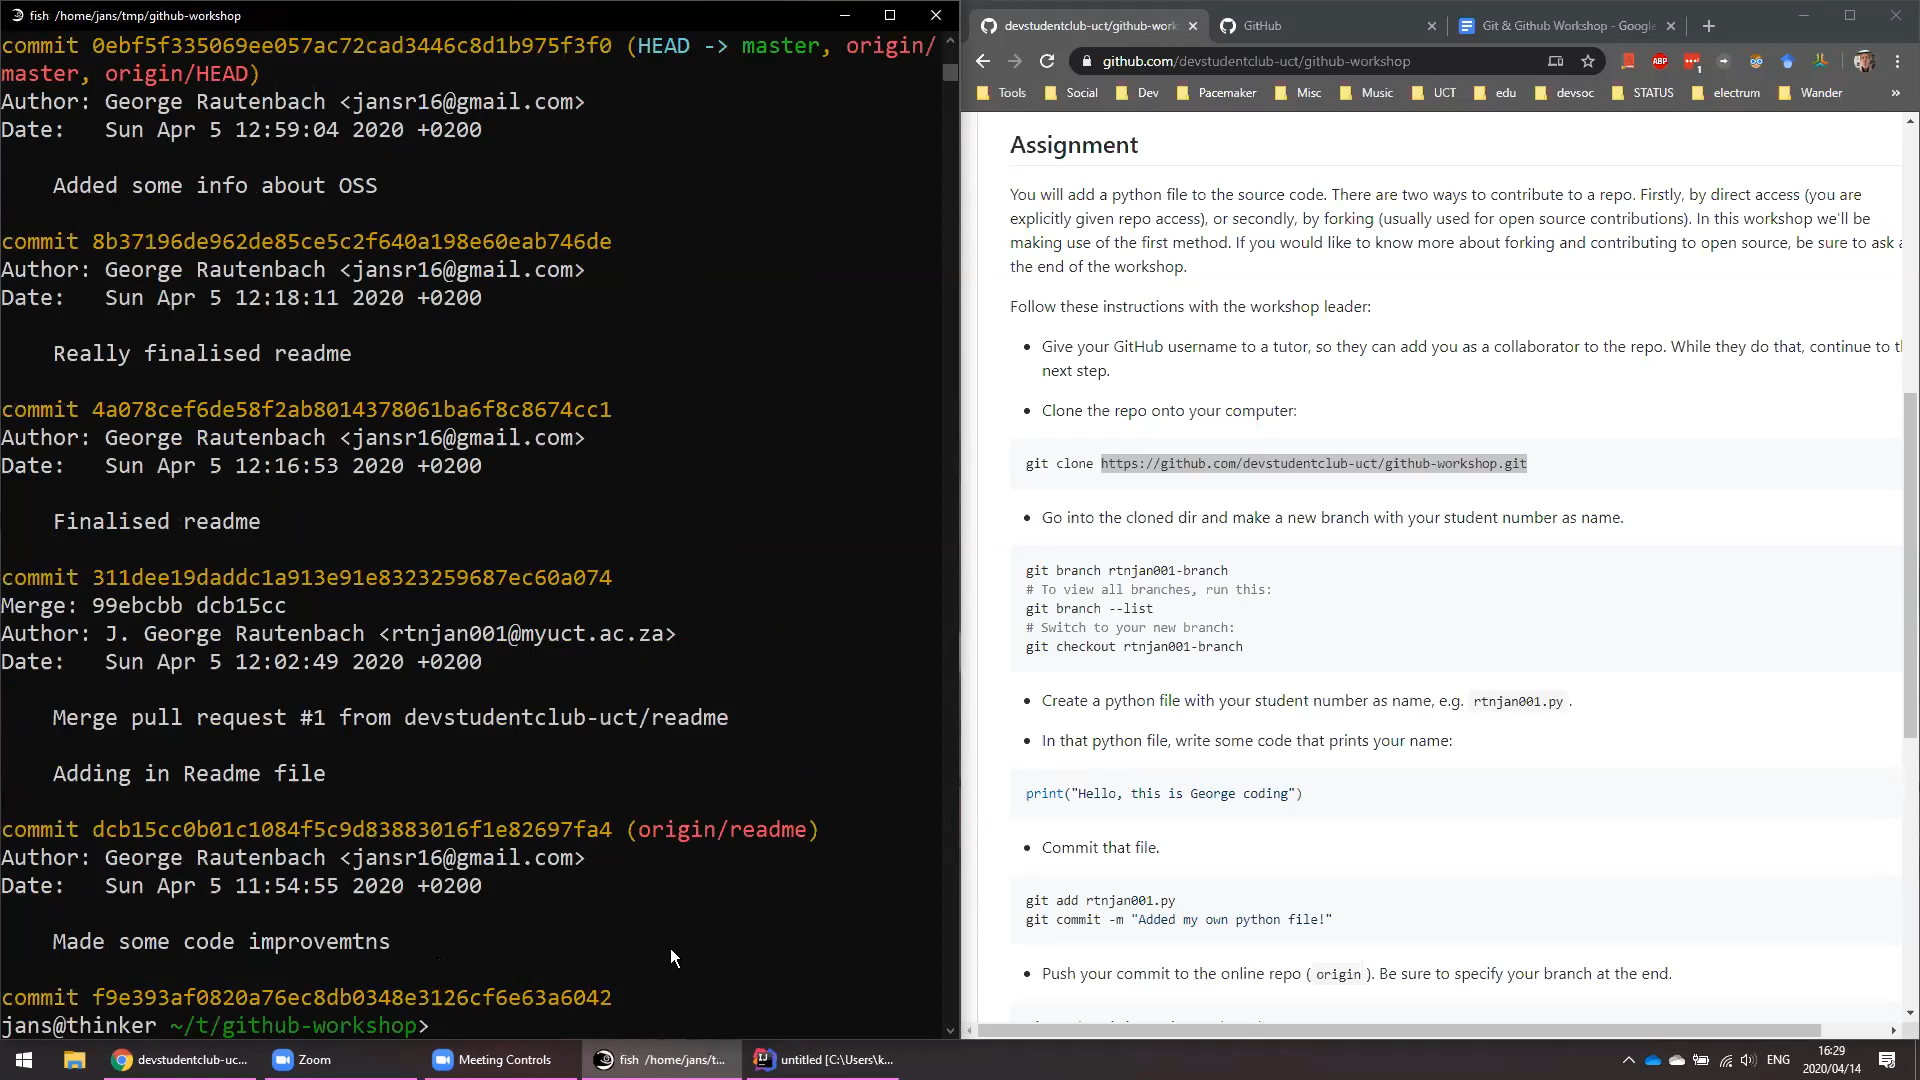 fish /home/jans/tmp/github-workshop
commit 0ebf5f335069ee057ac72cad3446c8d1b975f3f0 (HEAD -> master, origin/
master, origin/HEAD)
Author: George Rautenbach <jansr16@gmail.com>
Date:   Sun Apr 5 12:59:04 2020 +0200
Added some info about OSS
commit 8b37196de962de85ce5c2f640a198e60eab746de
Author: George Rautenbach <jansr16@gmail.com>
Date:   Sun Apr 5 12:18:11 2020 +0200
Really finalised readme
commit 4a078cef6de58f2ab8014378061ba6f8c8674cc1
Author: George Rautenbach <jansr16@gmail.com>
Date:   Sun Apr 5 12:16:53 2020 +0200
Finalised readme
commit 311dee19daddc1a913e91e8323259687ec60a074
Merge: 99ebcbb dcb15cc
Author: J. George Rautenbach <rtnjan001@myuct.ac.za>
Date:   Sun Apr 5 12:02:49 2020 +0200
Merge pull request #1 from devstudentclub-uct/readme
Adding in Readme file
commit dcb15cc0b01c1084f5c9d83883016f1e82697fa4 (origin/readme)
Author: George Rautenbach <jansr16@gmail.com>
Date:   Sun Apr 5 11:54:55 2020 +0200
Made some code improvemtns
commit f9e393af0820a76ec8db0348e3126cf6e63a6042
jans@thinker ~/t/github-workshop>
devstudentclub-uct/github-work
GitHub
Git & Github Workshop - Google
github.com/devstudentclub-uct/github-workshop
ABP
1
Tools Social Dev Pacemaker Misc Music UCT edu devsoc STATUS electrum Wander »
Assignment
You will add a python file to the source code. There are two ways to contribute to a repo. Firstly, by direct access (you are
explicitly given repo access), or secondly, by forking (usually used for open source contributions). In this workshop we'll be
making use of the first method. If you would like to know more about forking and contributing to open source, be sure to ask a
the end of the workshop.
Follow these instructions with the workshop leader:
• Give your GitHub username to a tutor, so they can add you as a collaborator to the repo. While they do that, continue to th
next step.
• Clone the repo onto your computer:
git clone https://github.com/devstudentclub-uct/github-workshop.git
• Go into the cloned dir and make a new branch with your student number as name.
git branch rtnjan001-branch
# To view all branches, run this:
git branch --list
# Switch to your new branch:
git checkout rtnjan001-branch
• Create a python file with your student number as name, e.g. rtnjan001.py .
• In that python file, write some code that prints your name:
print("Hello, this is George coding")
• Commit that file.
git add rtnjan001.py
git commit -m "Added my own python file!"
• Push your commit to the online repo ( origin ). Be sure to specify your branch at the end.
devstudentclub-uc...
Zoom
Meeting Controls
fish /home/jans/t...
untitled [C:\Users\k...
ENG
16:29
2020/04/14